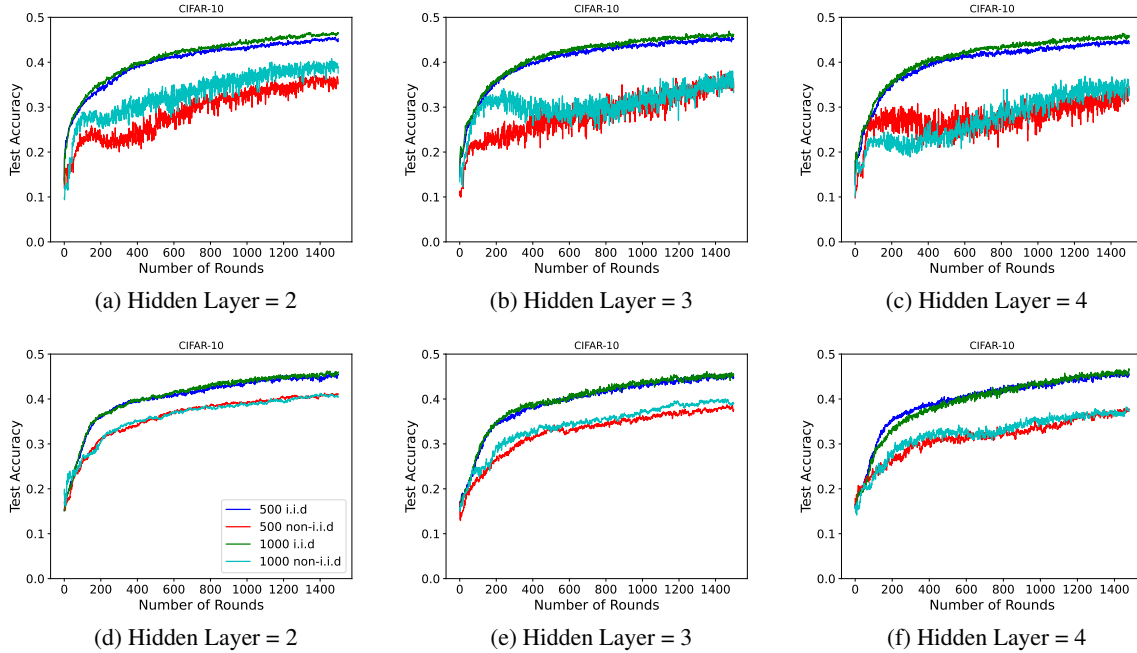 CIFAR-10
0.5
0.4
0.3
0.2
0.1
0.0
Test Accuracy
0 200 400 600 800 1000 1200 1400
Number of Rounds
(a) Hidden Layer = 2
CIFAR-10
0.5
0.4
0.3
0.2
0.1
0.0
Test Accuracy
0 200 400 600 800 1000 1200 1400
Number of Rounds
(b) Hidden Layer = 3
CIFAR-10
0.5
0.4
0.3
0.2
0.1
0.0
Test Accuracy
0 200 400 600 800 1000 1200 1400
Number of Rounds
(c) Hidden Layer = 4
CIFAR-10
0.5
0.4
0.3
0.2
0.1
0.0
Test Accuracy
500 i.i.d
500 non-i.i.d
1000 i.i.d
1000 non-i.i.d
0 200 400 600 800 1000 1200 1400
Number of Rounds
(d) Hidden Layer = 2
CIFAR-10
0.5
0.4
0.3
0.2
0.1
0.0
Test Accuracy
0 200 400 600 800 1000 1200 1400
Number of Rounds
(e) Hidden Layer = 3
CIFAR-10
0.5
0.4
0.3
0.2
0.1
0.0
Test Accuracy
0 200 400 600 800 1000 1200 1400
Number of Rounds
(f) Hidden Layer = 4